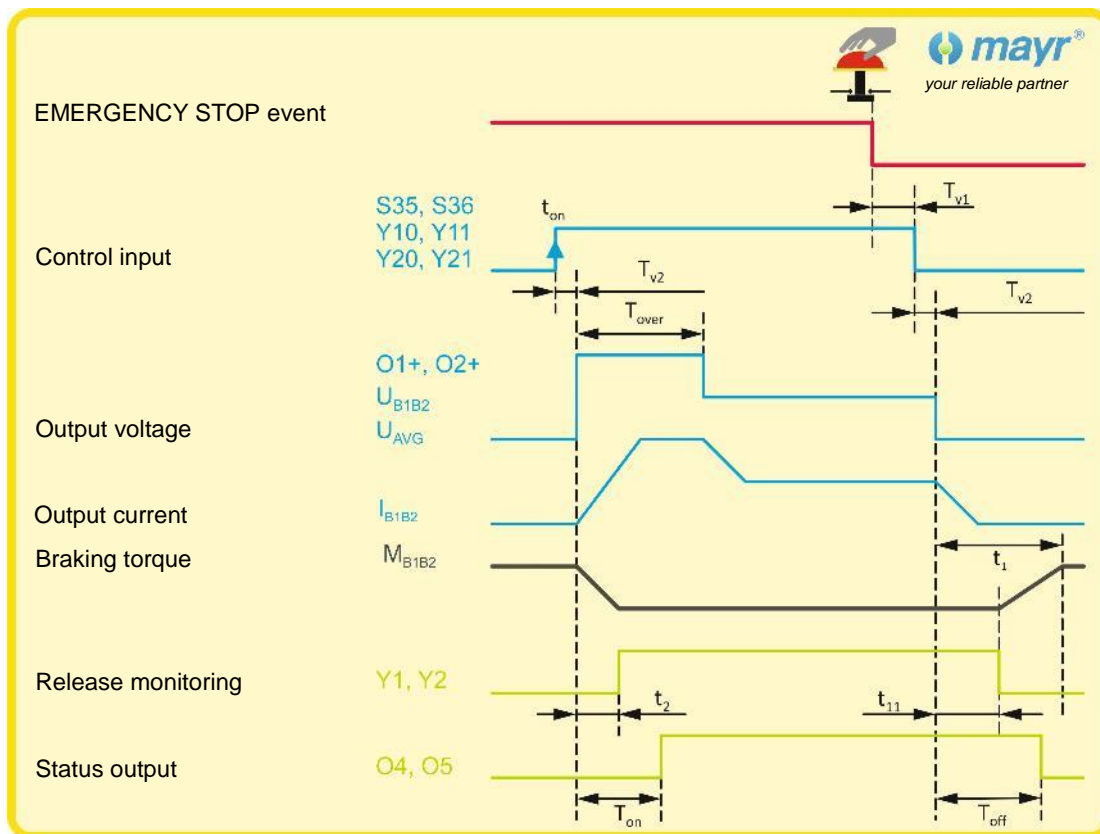 mayr®
your reliable partner
EMERGENCY STOP event
Tv1
S35, S36
ton
Y10, Y11
Control input
Y20, Y21
Tv2
Tv2
Tover
O1+, O2+
UB1B2
Output voltage
UAVG
Output current
IB1B2
Braking torque
MB1B2
t1
Release monitoring
Y1, Y2
t2
t11
Status output
O4, O5
Ton
Toff